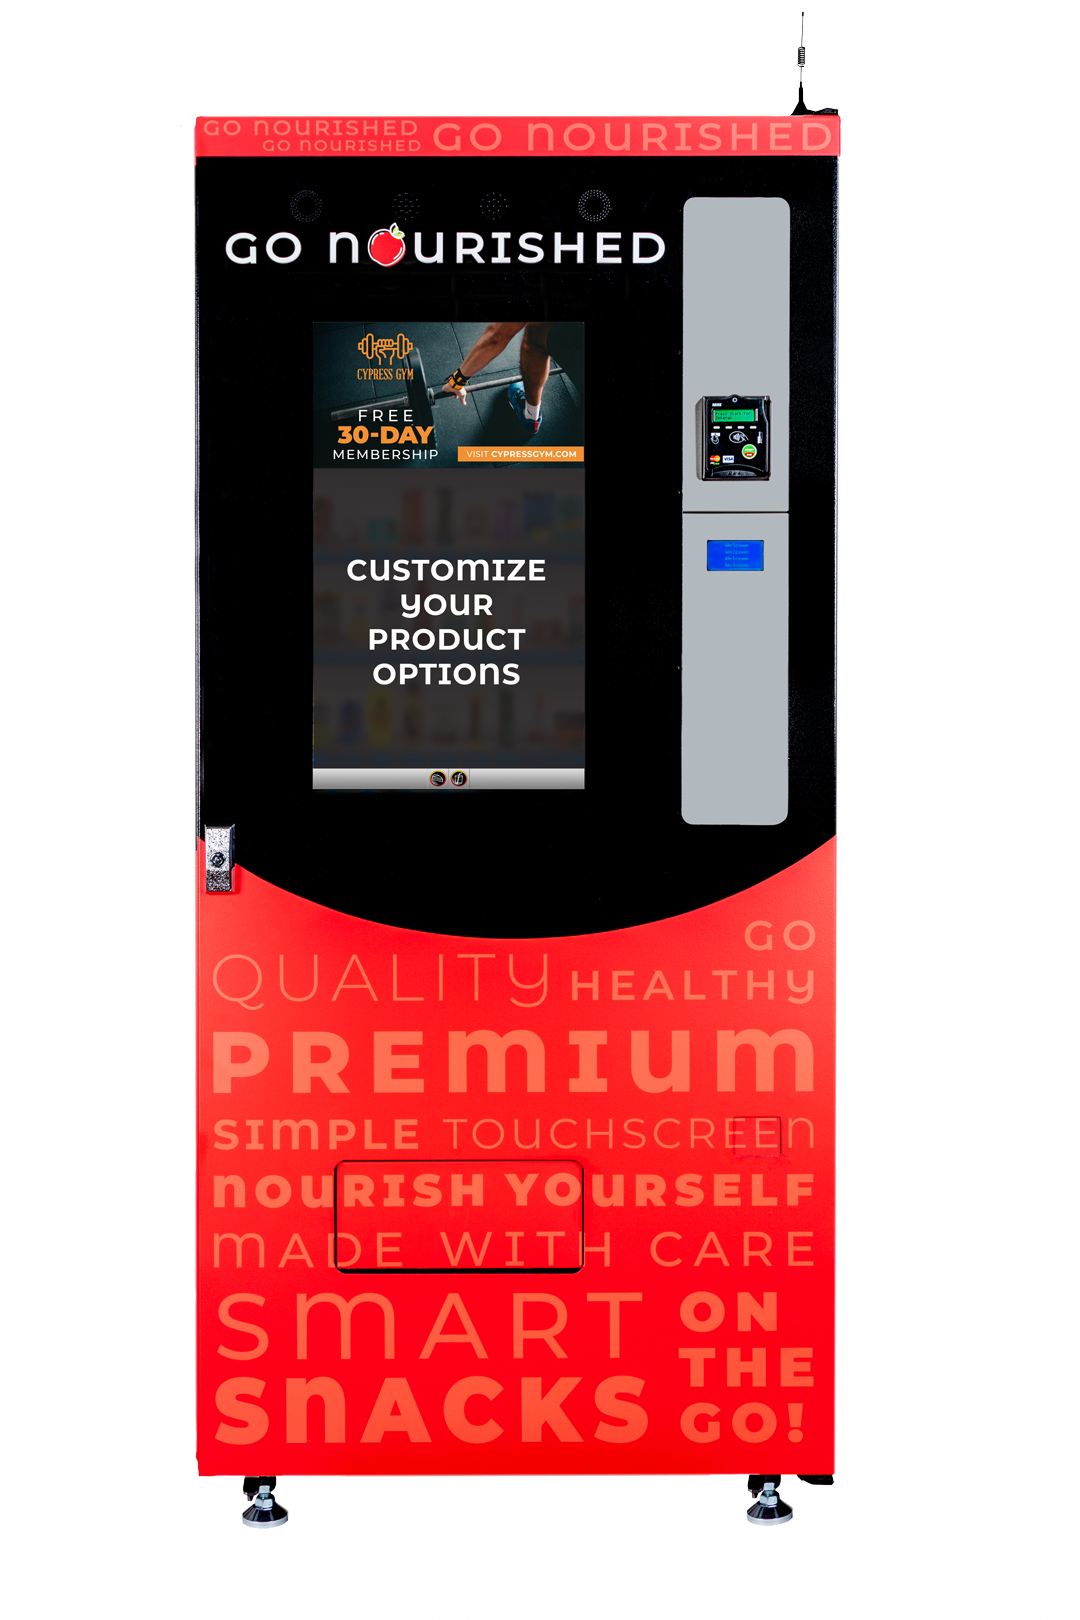 GO NOURISHED
GO NOURISHED
GO NOURISHED
GO NOURISHED
CYPRESS GYM
FREE
30-DAY
MEMBERSHIP
VISIT CYPRESSGYM.COM
VISA
CUSTOMIZE
YOUR
PRODUCT
OPTIONS
GO
QUALITY HEALTHY
PREMIUM
SIMPLE TOUCHSCREEN
NOURISH YOURSELF
MADE WITH CARE
SMART
SNACKS
ON
THE
GO!